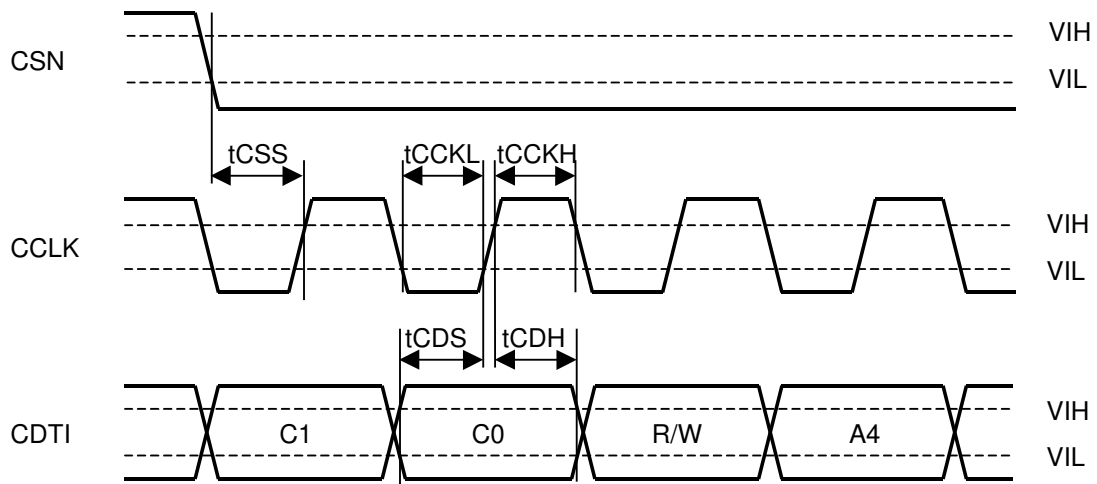 CSN
VIH
VIL
tCSS
tCCKL
tCCKH
CCLK
VIH
VIL
tCDS
tCDH
CDTI
C1
C0
R/W
A4
VIH
VIL